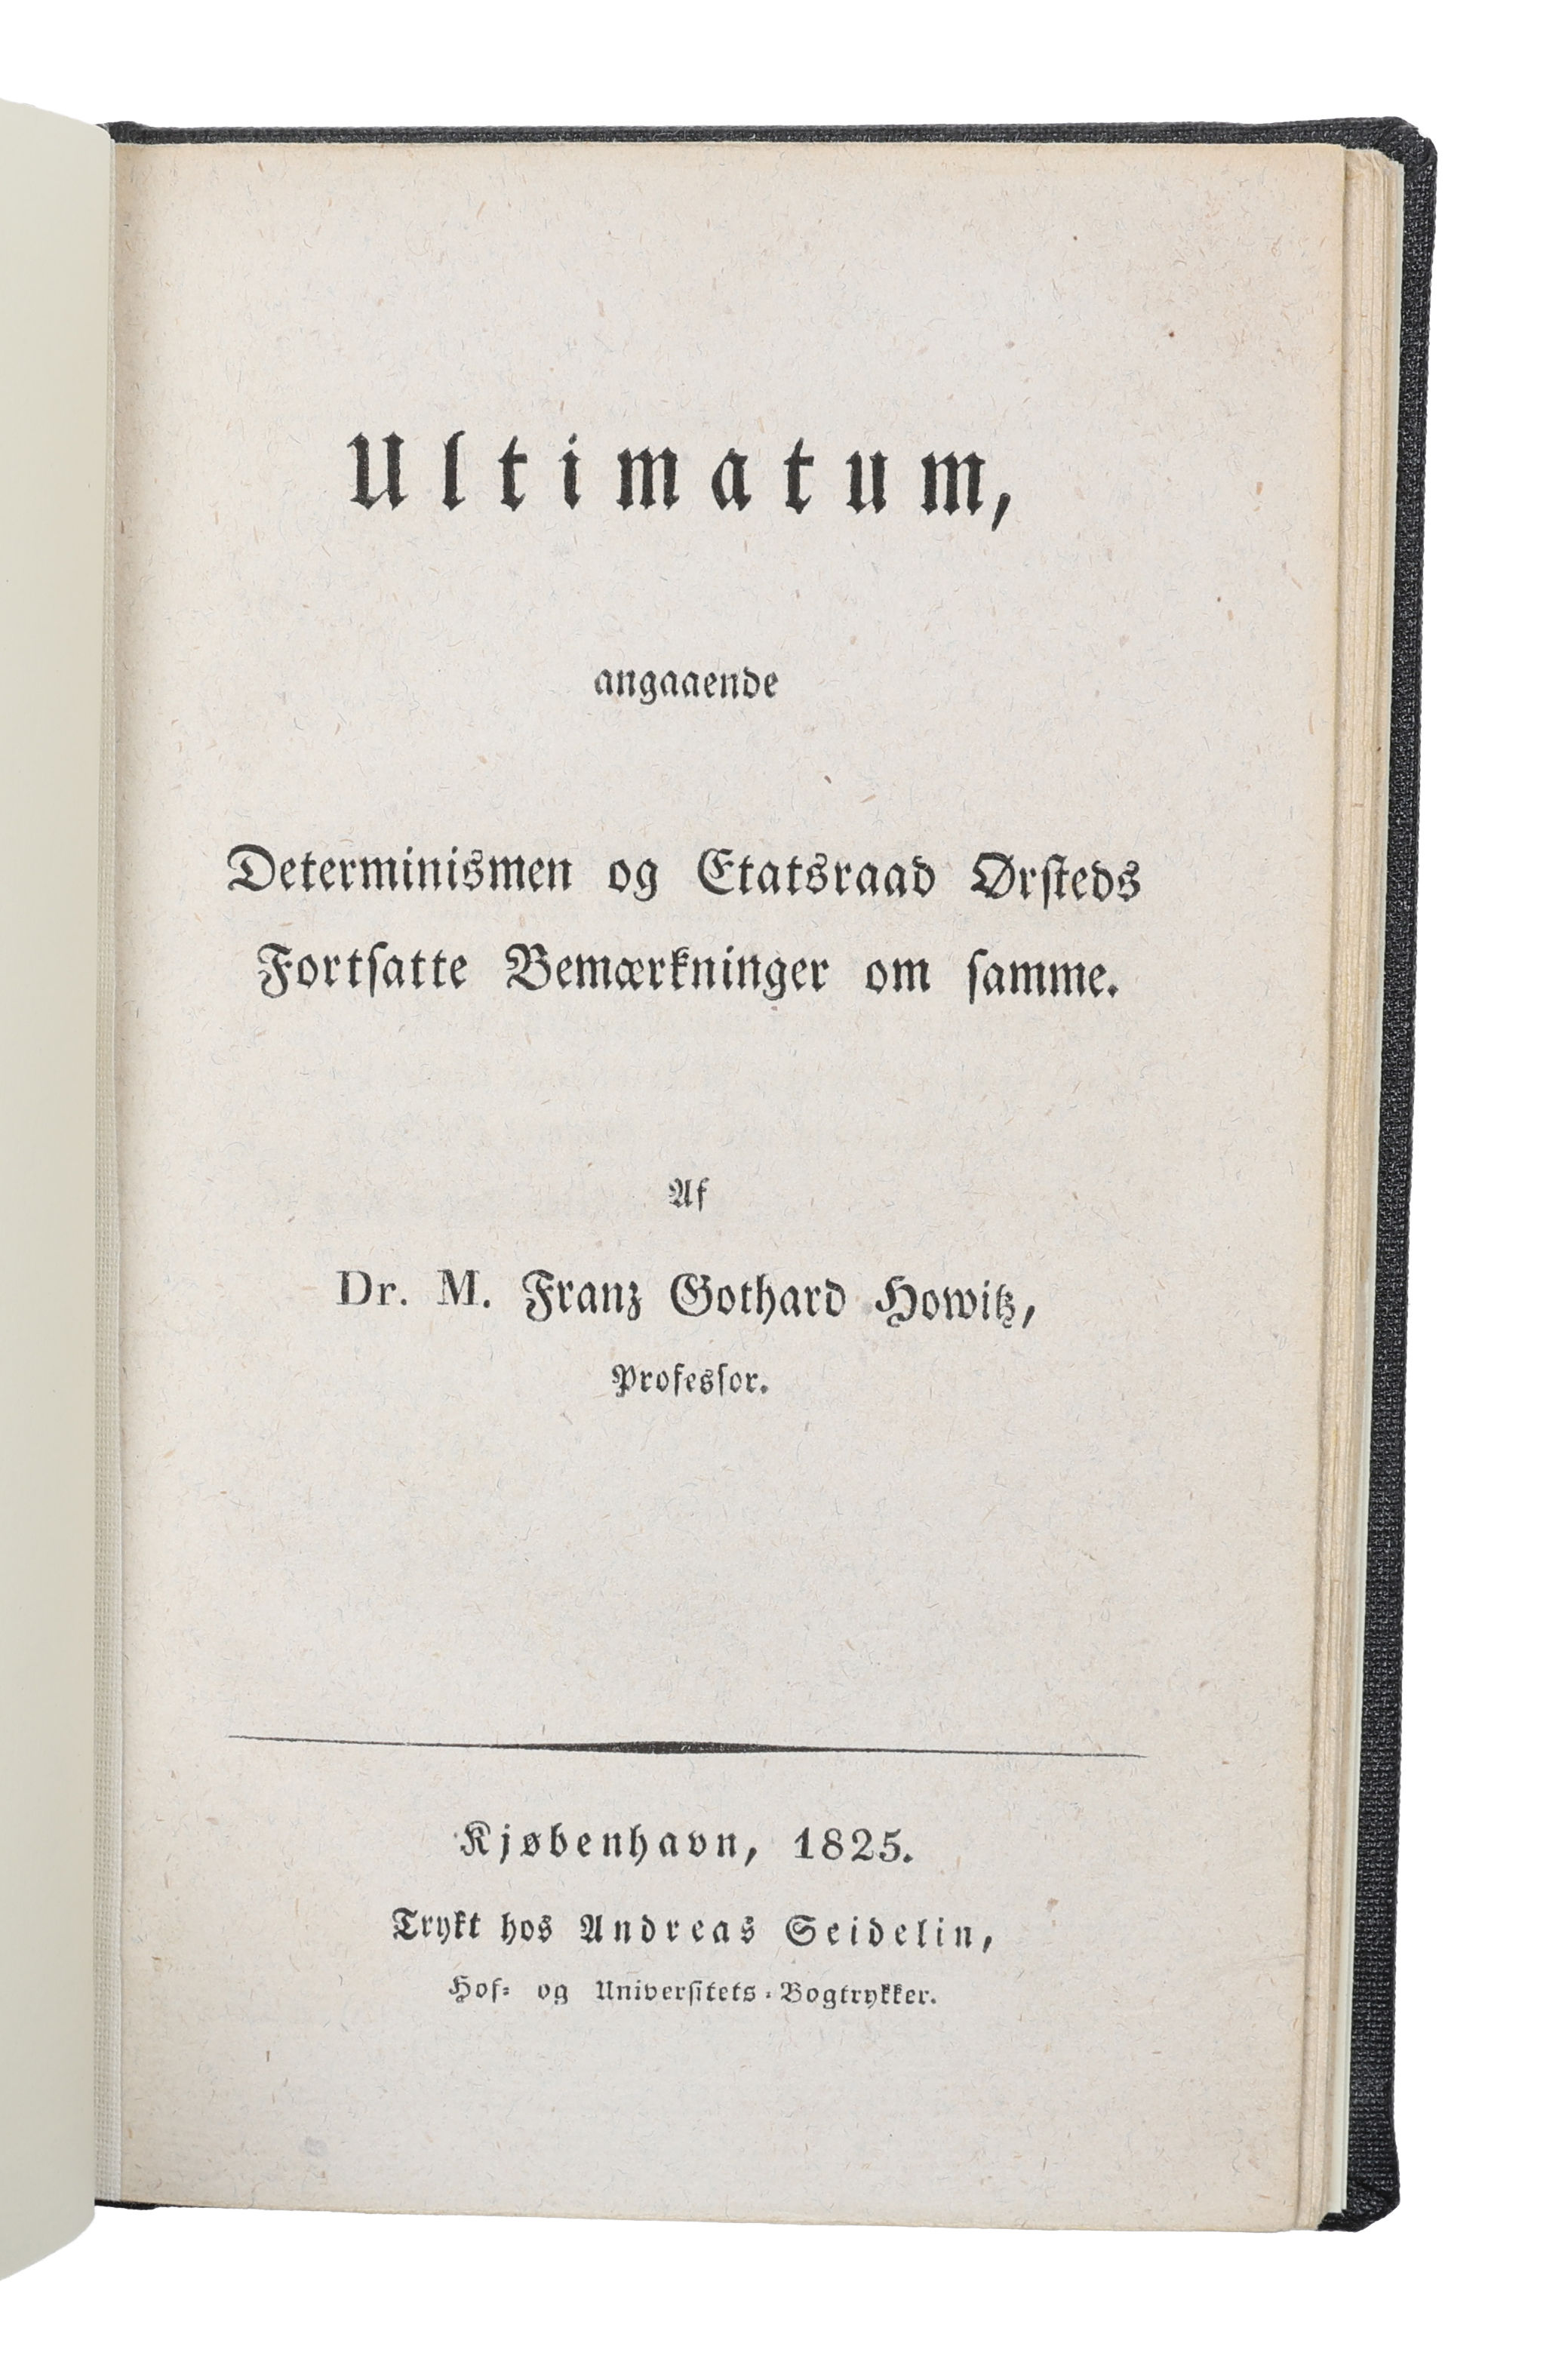 Ultimatum,
angaaende
Determinismen og Etatsraad Ørsteds
Fortsatte Bemærkninger om samme.
Af
Dr. M. Franz Gothard Howitz,
Professor.
Kjøbenhavn, 1825.
Trykt hos Andreas Seidelin,
Hof- og Universitets-Bogtrykker.